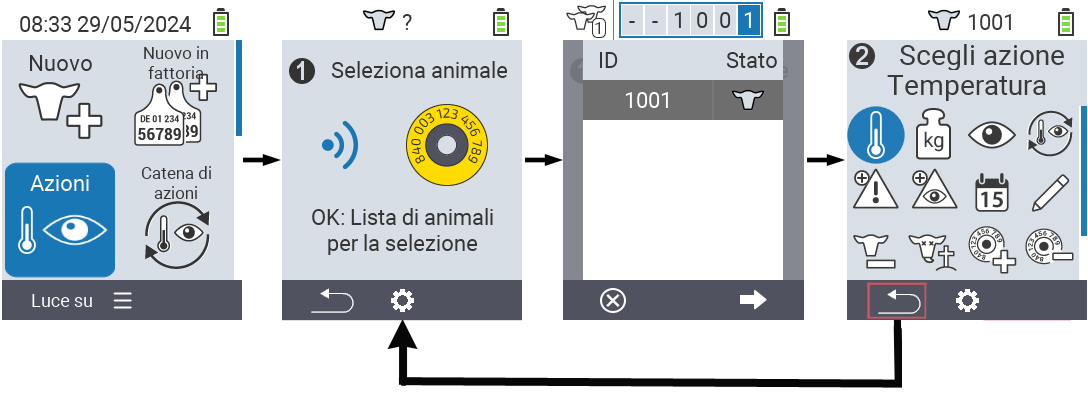 08:33 29/05/2024
Nuovo
Nuovo in
fattoria
DE 01 234
56789
234
39
Azioni
Catena di
azioni
Luce su
?
1 Seleziona animale
840 003 123 456 789
OK: Lista di animali
per la selezione
1
- - 1 0 0 1
ID Stato
1001
1001
2 Scegli azione
Temperatura
kg
15
840 123 456 789
840 123 456 789